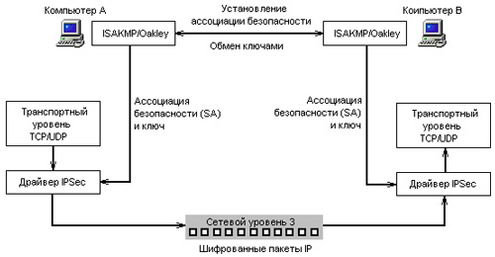 Компьютер A
Установление
ассоциации безопасности
Компьютер B
ISAKMP/Oakley
ISAKMP/Oakley
Обмен ключами
Ассоциация
безопасности (SA)
и ключ
Ассоциация
безопасности (SA)
и ключ
Транспортный
уровень
TCP/UDP
Транспортный
уровень
TCP/UDP
Драйвер IPSec
Драйвер IPSec
Сетевой уровень 3
Шифрованные пакеты IP